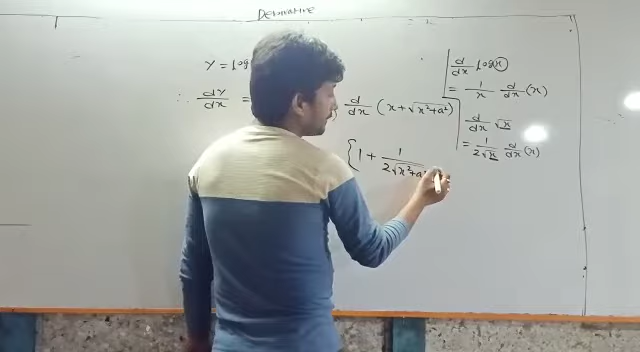 DERIVATIVE
Y = log
∴ dY/dx =
) d/dx (x + √x²+a²)
{1 + 1/2√x²+a²
d/dx log(x)
= 1/x d/dx (x)
d/dx √x
= 1/2√x d/dx (x)